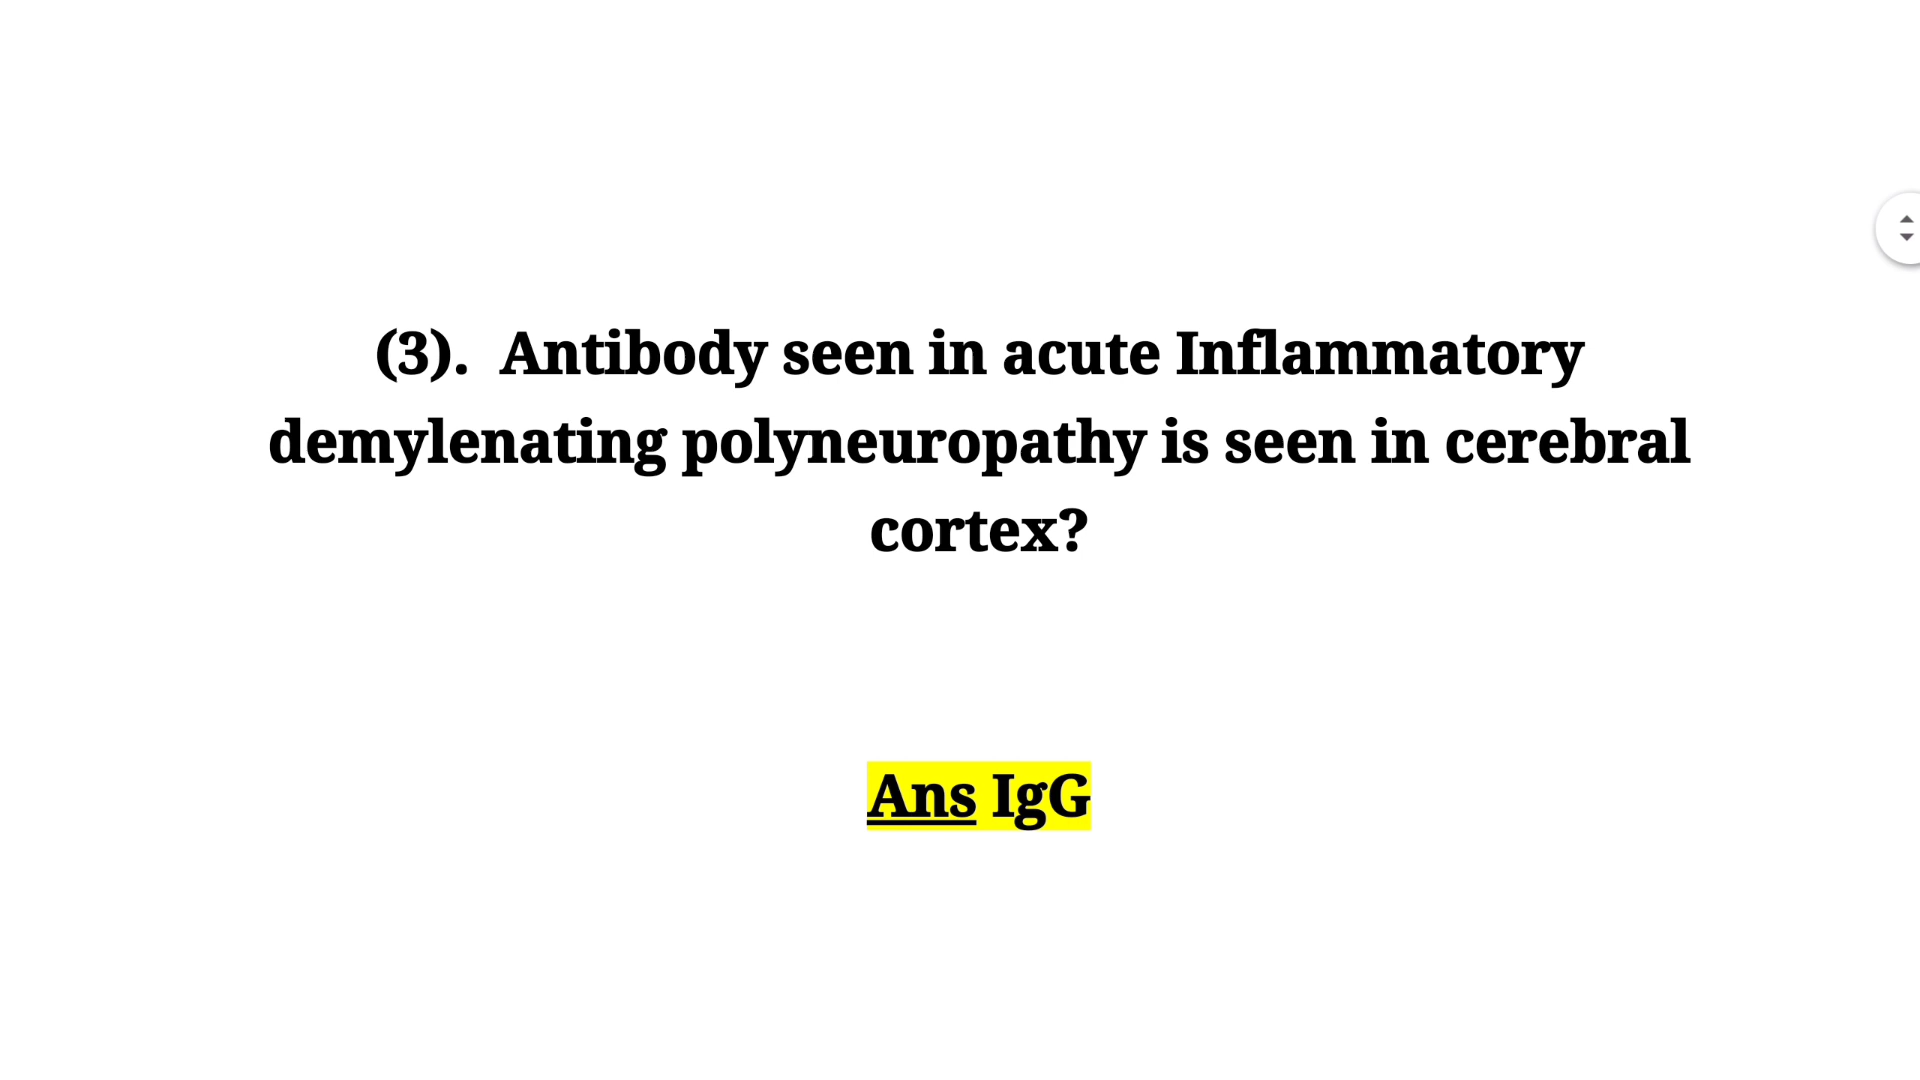 (3).  Antibody seen in acute Inflammatory
demylenating polyneuropathy is seen in cerebral
cortex?
Ans IgG